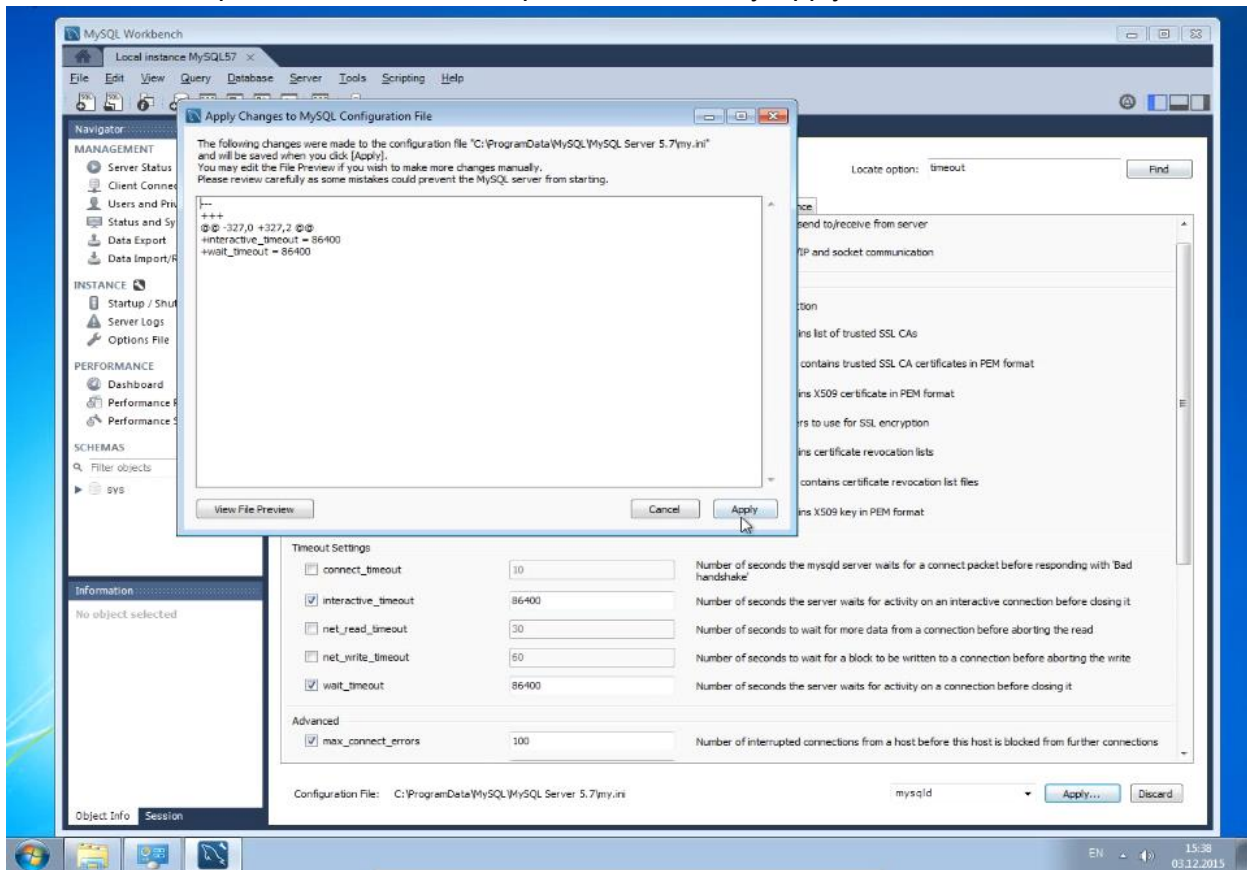 MySQL Workbench
Local instance MySQL57
File Edit View Query Database Server Tools Scripting Help
Navigator
MANAGEMENT
Server Status
Client Connec
Users and Priv
Status and Sy
Data Export
Data Import/R
INSTANCE
Startup / Shut
Server Logs
Options File
PERFORMANCE
Dashboard
Performance R
Performance S
SCHEMAS
Filter objects
sys
Information
No object selected
Object Info Session
Apply Changes to MySQL Configuration File
The following changes were made to the configuration file "C:\ProgramData\MySQL\MySQL Server 5.7\my.ini"
and will be saved when you click [Apply].
You may edit the File Preview if you wish to make more changes manually.
Please review carefully as some mistakes could prevent the MySQL server from starting.
---
+++
@@ -327,0 +327,2 @@
+interactive_timeout = 86400
+wait_timeout = 86400
View File Preview Cancel Apply
Locate option: timeout Find
nce
send to/receive from server
/IP and socket communication
ction
ins list of trusted SSL CAs
contains trusted SSL CA certificates in PEM format
ins X509 certificate in PEM format
rs to use for SSL encryption
ins certificate revocation lists
contains certificate revocation list files
ins X509 key in PEM format
Timeout Settings
connect_timeout 10 Number of seconds the mysqld server waits for a connect packet before responding with 'Bad
handshake'
interactive_timeout 86400 Number of seconds the server waits for activity on an interactive connection before closing it
net_read_timeout 30 Number of seconds to wait for more data from a connection before aborting the read
net_write_timeout 60 Number of seconds to wait for a block to be written to a connection before aborting the write
wait_timeout 86400 Number of seconds the server waits for activity on a connection before closing it
Advanced
max_connect_errors 100 Number of interrupted connections from a host before this host is blocked from further connections
Configuration File: C:\ProgramData\MySQL\MySQL Server 5.7\my.ini mysqld Apply... Discard
EN 15:38
03.12.2015